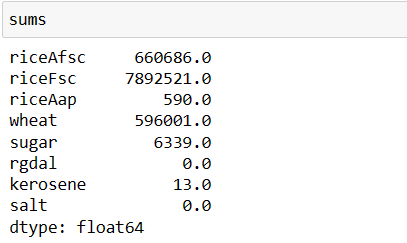 sums
riceAfsc 660686.0
riceFsc 7892521.0
riceAap 590.0
wheat 596001.0
sugar 6339.0
rgdal 0.0
kerosene 13.0
salt 0.0
dtype: float64